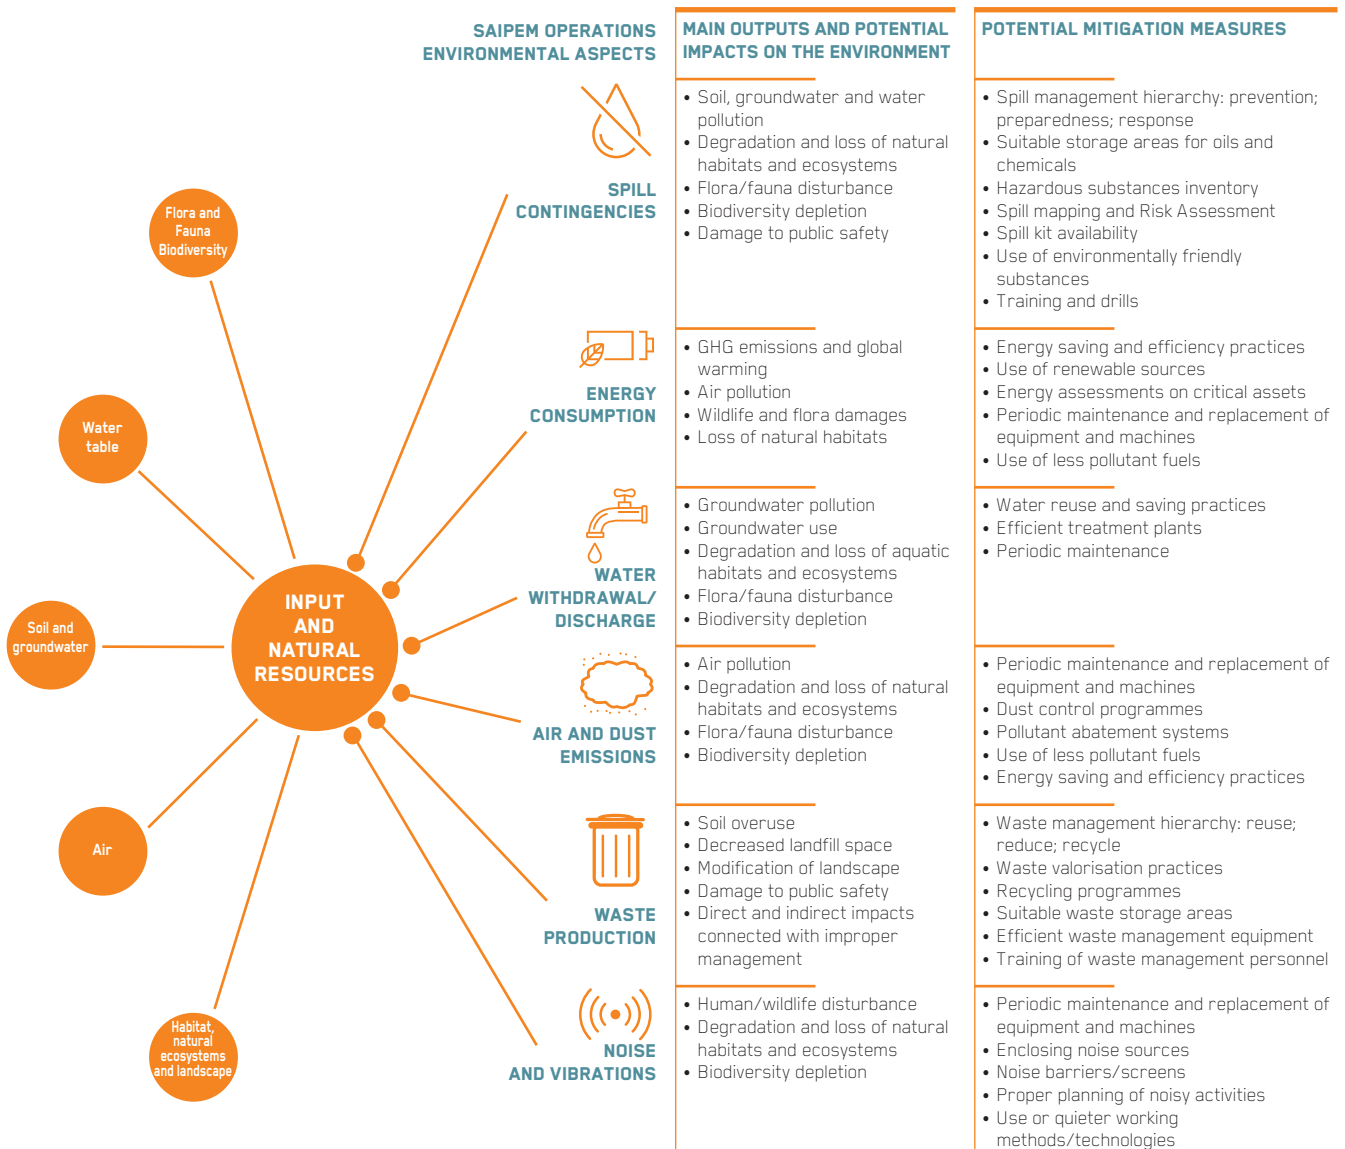 SAIPEM OPERATIONS
ENVIRONMENTAL ASPECTS
MAIN OUTPUTS AND POTENTIAL
IMPACTS ON THE ENVIRONMENT
POTENTIAL MITIGATION MEASURES
Flora and
Fauna
Biodiversity
Water
table
Soil and
groundwater
Air
Habitat,
natural
ecosystems
and landscape
INPUT
AND
NATURAL
RESOURCES
SPILL
CONTINGENCIES
• Soil, groundwater and water
pollution
• Degradation and loss of natural
habitats and ecosystems
• Flora/fauna disturbance
• Biodiversity depletion
• Damage to public safety
• Spill management hierarchy: prevention;
preparedness; response
• Suitable storage areas for oils and
chemicals
• Hazardous substances inventory
• Spill mapping and Risk Assessment
• Spill kit availability
• Use of environmentally friendly
substances
• Training and drills
ENERGY
CONSUMPTION
• GHG emissions and global
warming
• Air pollution
• Wildlife and flora damages
• Loss of natural habitats
• Energy saving and efficiency practices
• Use of renewable sources
• Energy assessments on critical assets
• Periodic maintenance and replacement of
equipment and machines
• Use of less pollutant fuels
WATER
WITHDRAWAL/
DISCHARGE
• Groundwater pollution
• Groundwater use
• Degradation and loss of aquatic
habitats and ecosystems
• Flora/fauna disturbance
• Biodiversity depletion
• Water reuse and saving practices
• Efficient treatment plants
• Periodic maintenance
AIR AND DUST
EMISSIONS
• Air pollution
• Degradation and loss of natural
habitats and ecosystems
• Flora/fauna disturbance
• Biodiversity depletion
• Periodic maintenance and replacement of
equipment and machines
• Dust control programmes
• Pollutant abatement systems
• Use of less pollutant fuels
• Energy saving and efficiency practices
WASTE
PRODUCTION
• Soil overuse
• Decreased landfill space
• Modification of landscape
• Damage to public safety
• Direct and indirect impacts
connected with improper
management
• Waste management hierarchy: reuse;
reduce; recycle
• Waste valorisation practices
• Recycling programmes
• Suitable waste storage areas
• Efficient waste management equipment
• Training of waste management personnel
NOISE
AND VIBRATIONS
• Human/wildlife disturbance
• Degradation and loss of natural
habitats and ecosystems
• Biodiversity depletion
• Periodic maintenance and replacement of
equipment and machines
• Enclosing noise sources
• Noise barriers/screens
• Proper planning of noisy activities
• Use or quieter working
methods/technologies